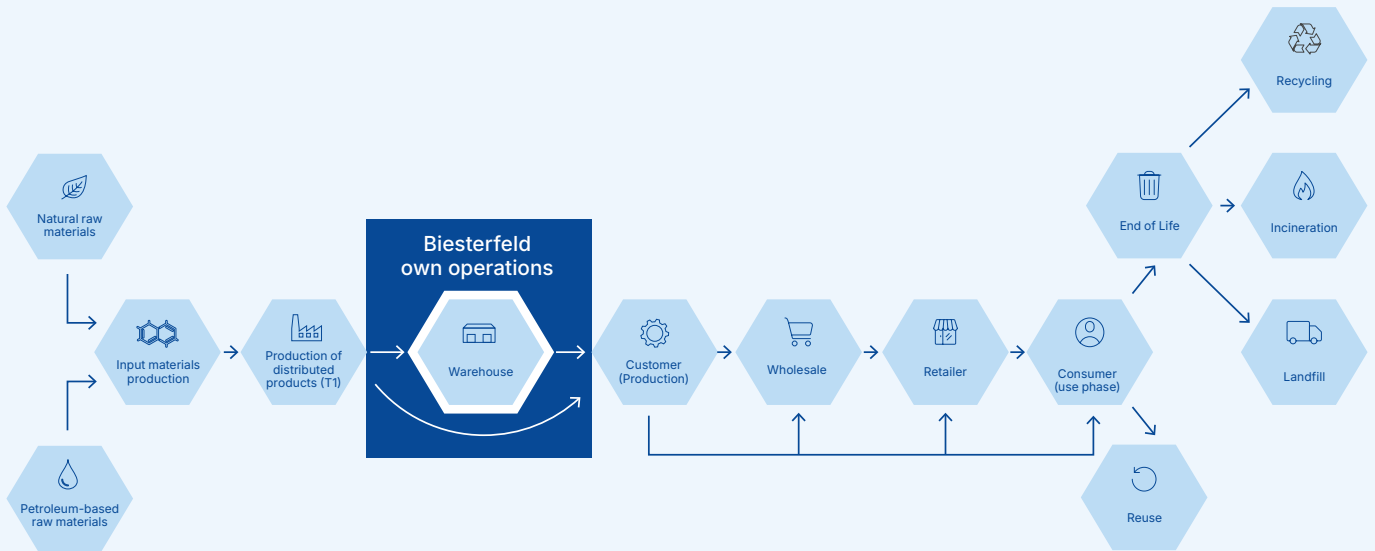 Natural raw
materials
Petroleum-based
raw materials
Input materials
production
Production of
distributed
products (T1)
Biesterfeld
own operations
Warehouse
Customer
(Production)
Wholesale
Retailer
Consumer
(use phase)
End of Life
Reuse
Recycling
Incineration
Landfill